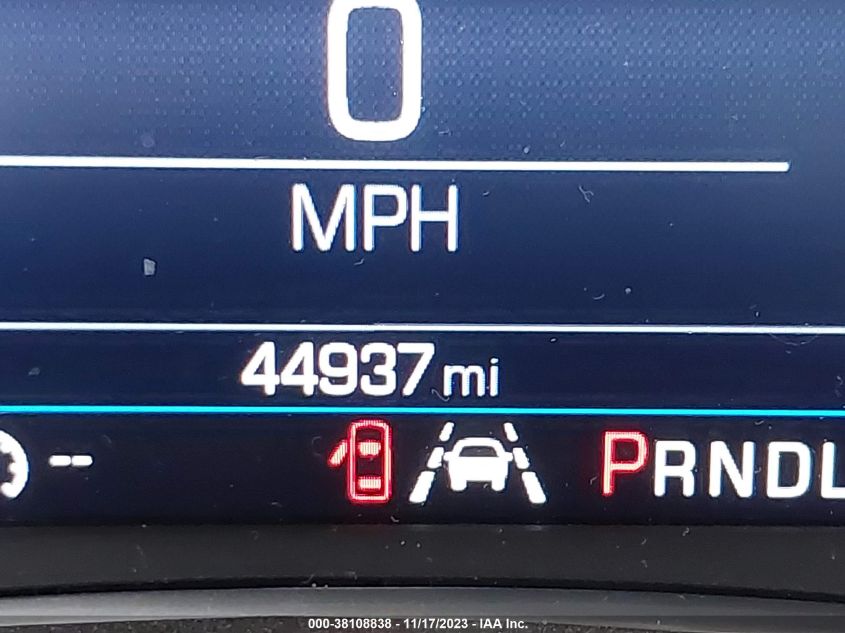 0
MPH
44937 mi
--
PRNDL
000-38108838 - 11/17/2023 - IAA Inc.